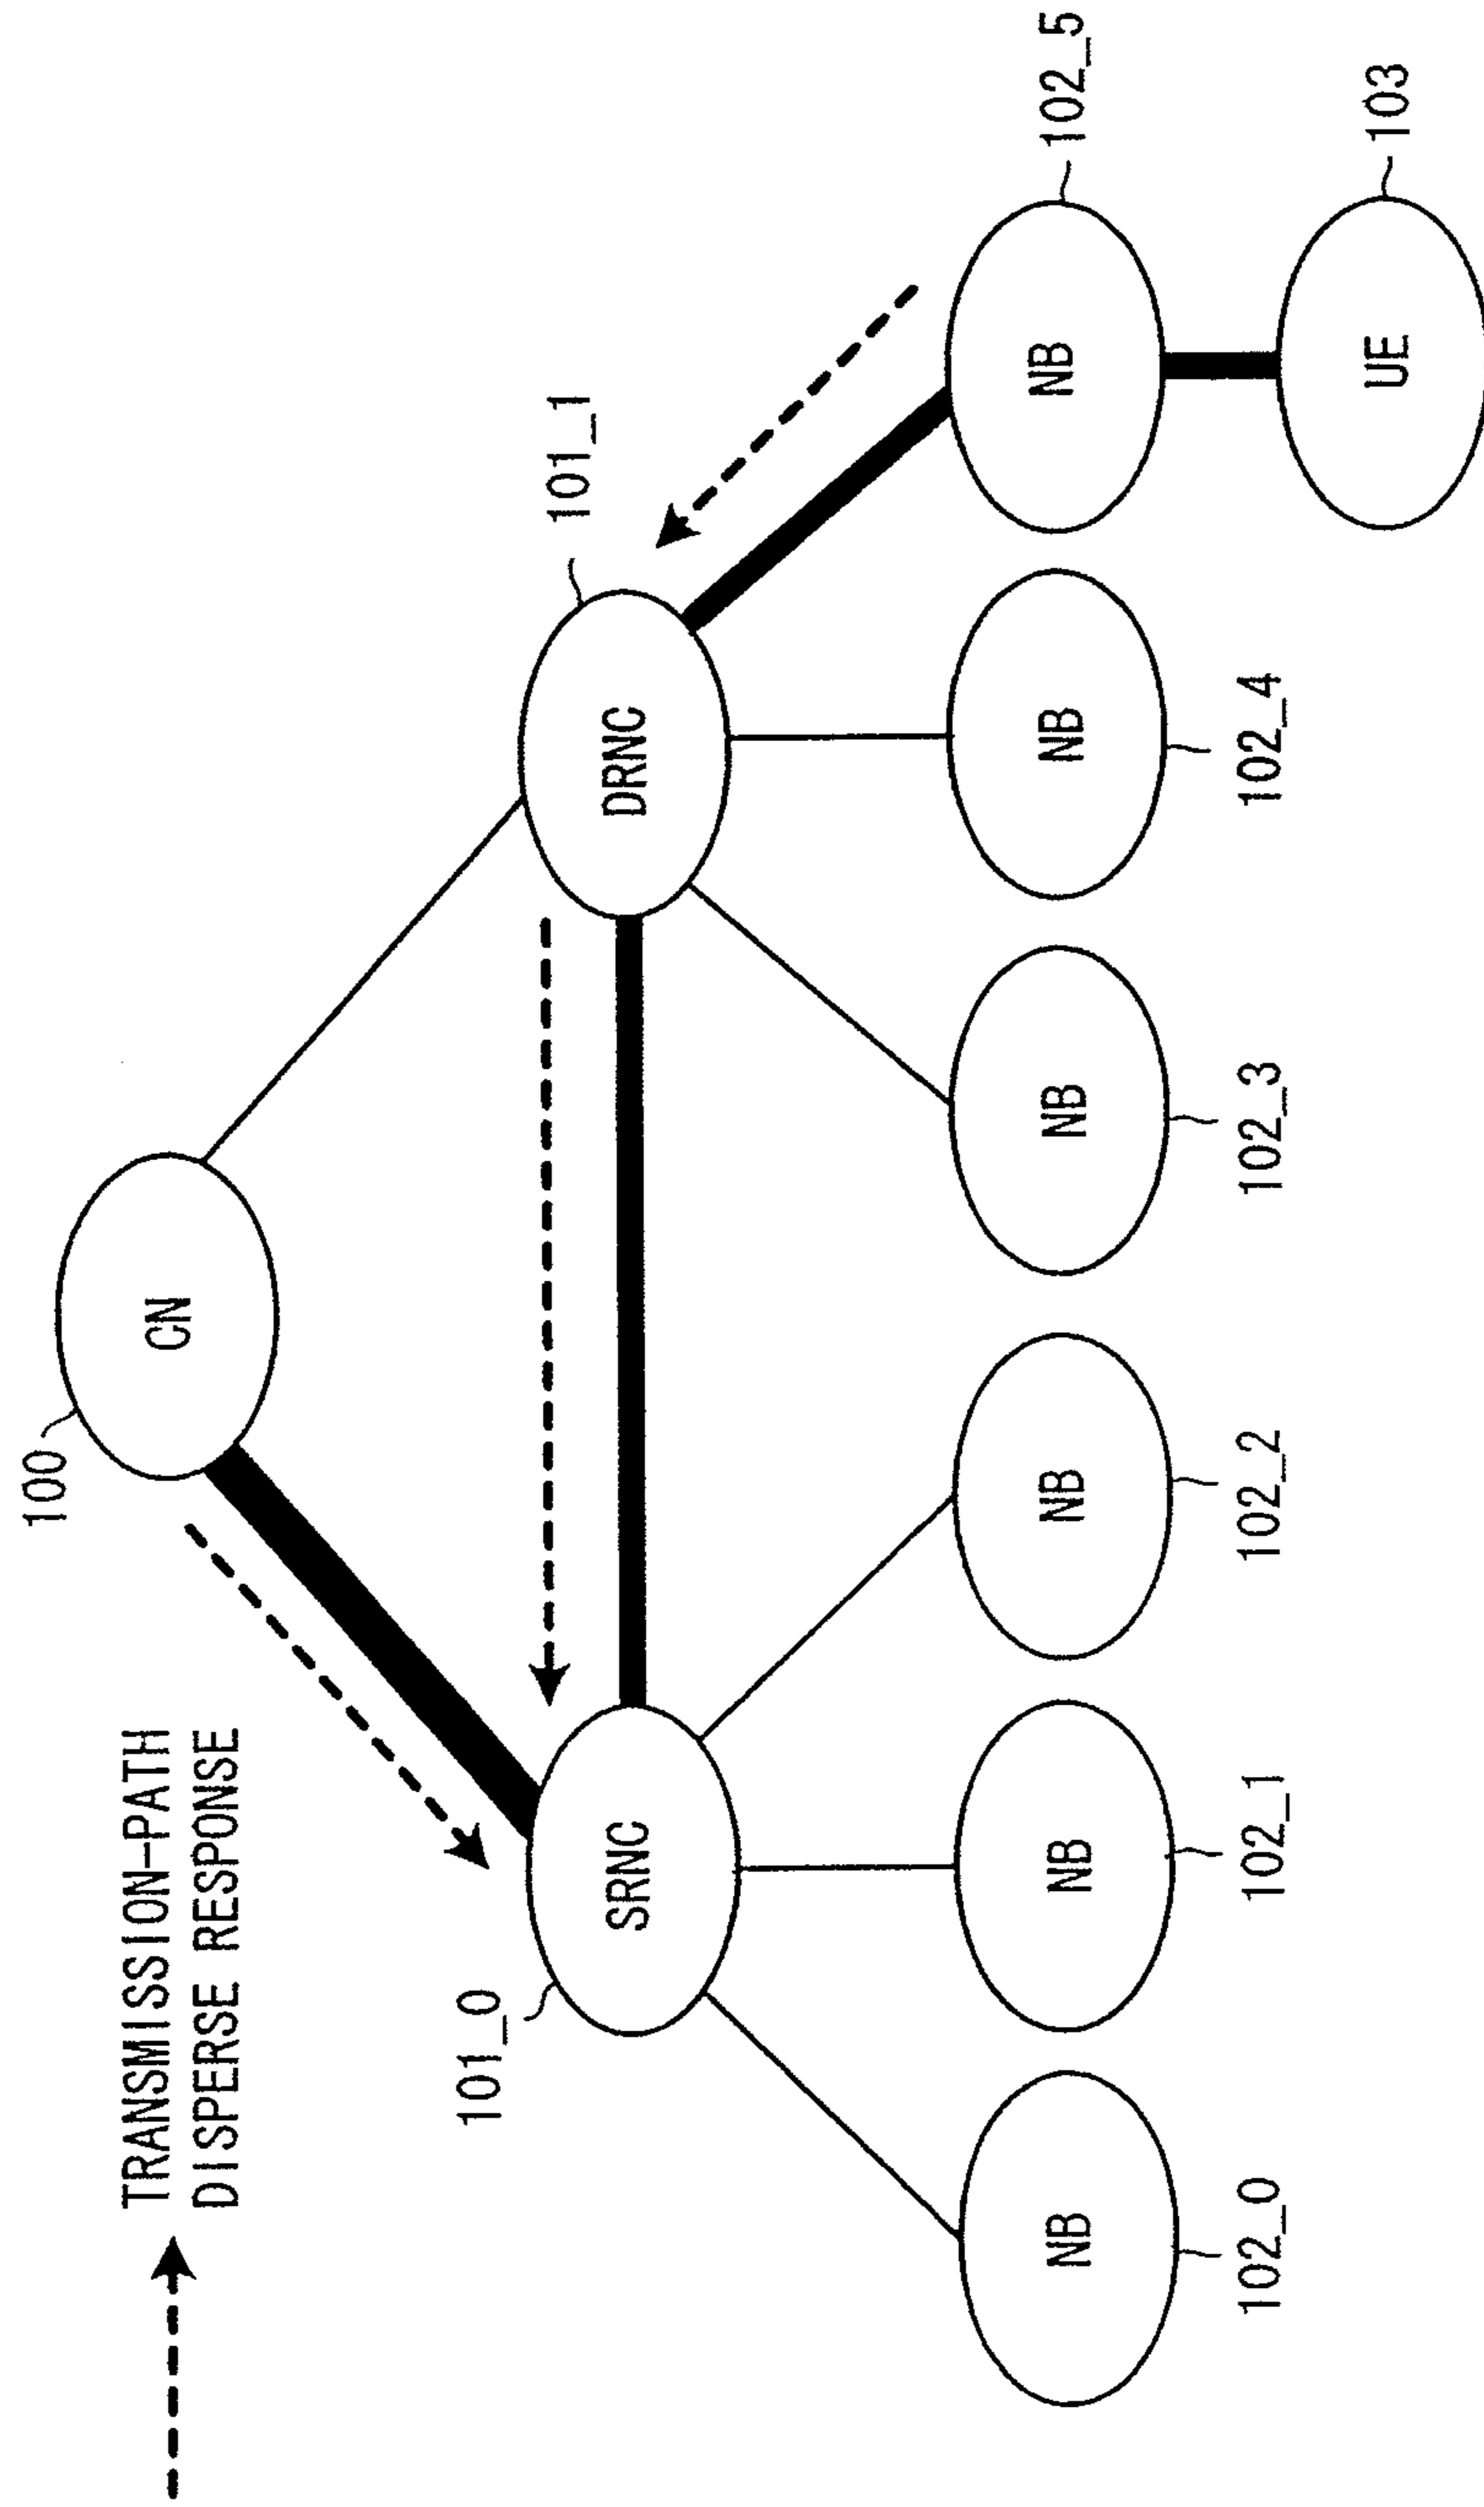 TRANSMISSION-PATH
DISPERSE RESPONSE
100
CN
101_0
SRNC
101_1
DRNC
NB
NB
NB
NB
NB
NB
102_0
102_1
102_2
102_3
102_4
102_5
UE
103